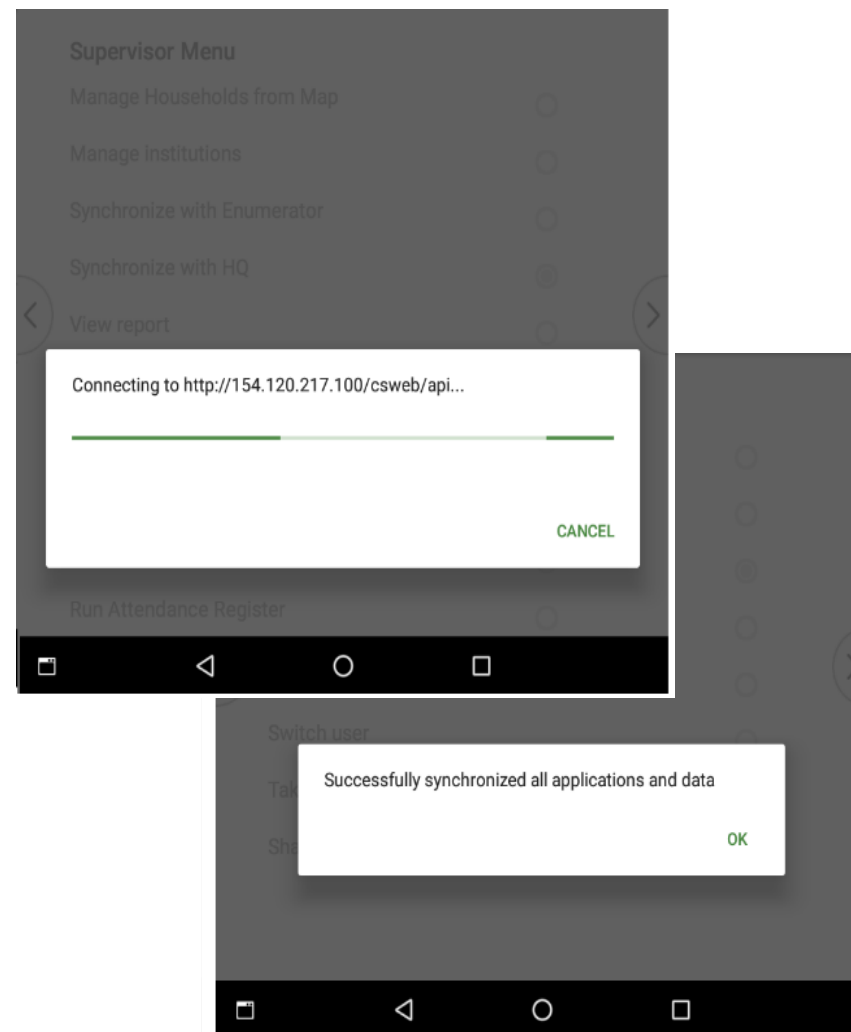 Supervisor Menu
Manage Households from Map
Manage institutions
Synchronize with Enumerator
Synchronize with HQ
View report
Connecting to http://154.120.217.100/csweb/api...
CANCEL
Run Attendance Register
Switch user
Tak
Successfully synchronized all applications and data
Sha
OK